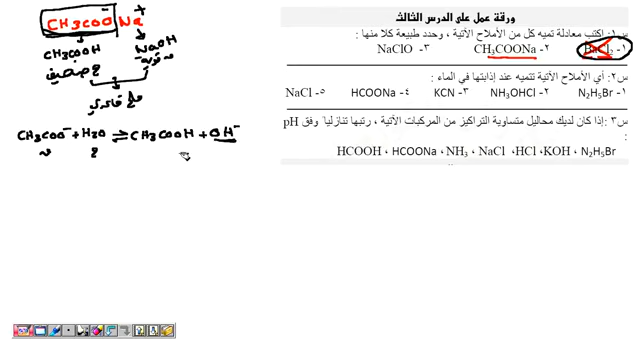 ورقة عمل على الدرس الثالث
س١: اكتب معادلة تميه كل من الأملاح الآتية ، وحدد طبيعة كلا منها :
١- BaCl₂ ٢- CH₃COONa ٣- NaClO
س٢: أي الأملاح الآتية تتميه عند إذابتها في الماء :
١- N₂H₅Br ٢- NH₃OHCl ٣- KCN ٤- HCOONa ٥- NaCl
س٣ : إذا كان لديك محاليل متساوية التراكيز من المركبات الآتية ، رتبها تنازليا وفق pH
HCOOH ، HCOONa ، NH₃ ، NaCl ، HCl ، KOH ، N₂H₅Br
CH3COO⁻ Na⁺
CH3COOH NaOH
ح ضعيف ق قوية
ملح قاعدي
CH3COO⁻ + H2O ⇌ CH3COOH + OH⁻
ق ح